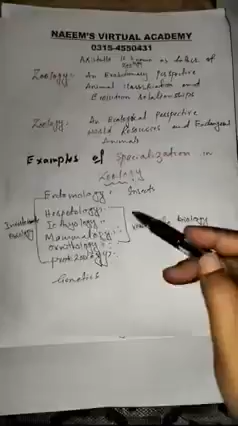 NAEEM'S VIRTUAL ACADEMY
0315-4550431
Aristotle is known as father of
Zoology
Zoology: An Evolutionary Perspective
Animal classification and
Evolution Relationships
Zoology: An Ecological perspective
World Resources and Endangered
Animals
Examples of Specialization in
Zoology
Entomology: Insects
Herpetology:
Icthyology:
Mammalogy:
Ornithology:
Protozoology:
biology
Genetics